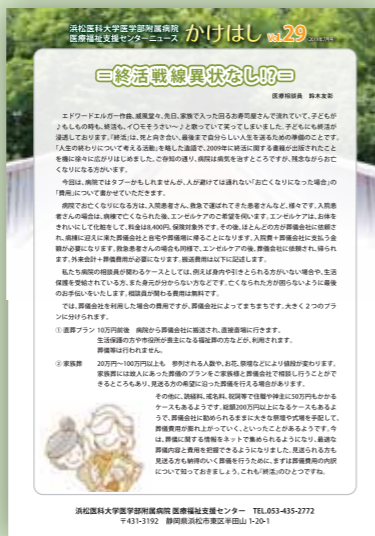 浜松医科大学医学部附属病院
医療福祉支援センターニュース かけはし Vol.29
=終活戦線異状なし!?=
医療相談員 鈴木友彩
エドワードエルガー作曲、威風堂々、先日、家族で入った回るお寿司屋さんで流れていて、子どもが
♪もしもの時も、終活も、イ〇モそうさい~♪と歌っていて笑ってしまいました。子どもにも終活が
浸透しております。「終活」は、死と向き合い、最後まで自分らしい人生を送るための準備のことです。
「人生の終わりについて考える活動」を略した造語で、2009年に終活に関する書籍が出版されたこと
を機に徐々に広がりはじめました。ご存知の通り、病院は病気を治すところですが、残念ながらお亡
くなりになる方がいます。
今回は、病院ではタブーかもしれませんが、人が避けては通れない「お亡くなりになった場合」の
「費用」について書かせていただきます。
病院でお亡くなりになる方は、入院患者さん、救急で運ばれてきた患者さんなど、様々です。入院患
者さんの場合は、病棟で亡くなられた後、エンゼルケアのご希望を伺います。エンゼルケアは、お体を
きれいにして化粧をして、料金は8,400円、保険対象外です。その後、ほとんどの方が葬儀会社に依頼さ
れ、病棟に迎えに来た葬儀会社とお宅や葬儀場に帰ることになります。入院費+葬儀会社に支払う金
額が必要になります。救急患者さんの場合も同様で、エンゼルケアの後、葬儀会社に依頼され、帰られ
ます。外来会計+葬儀費用が必要になります。搬送費用は以下に記述します。
私たち病院の相談員が関わるケースとしては、例えば身内や引きとられる方がいない場合や、生活
保護を受給されている方、また身元が分からない方などです。亡くなられた方が困らないように最後
のお手伝いをいたします。相談員が関わる費用は無料です。
では、葬儀会社を利用した場合の費用ですが、葬儀会社によってまちまちです。大きく2つのプラ
ンに分けられます。
① 直葬プラン 10万円前後 病院から葬儀会社に搬送され、直接斎場に行きます。
生活保護の方や市役所が喪主になる福祉葬の方などが、利用されます。
葬儀等は行われません。
② 家族葬 20万円~100万円以上も 参列される人数や、お花、祭壇などにより値段が変わります。
家族葬には故人にあった葬儀のプランをご家族様と葬儀会社で相談し行うことがで
きるところもあり、見送る方の希望に沿った葬儀を行える場合があります。
その他に、読経料、戒名料、祝詞等で住職や神主に50万円もかかる
ケースもあるようです。総額200万円以上になるケースもあるよ
うで、葬儀会社に勧められるままに大きな祭壇や式場を手配して、
葬儀費用が膨れ上がっていく、といったことがあるようです。今
は、葬儀に関する情報をネットで集められるようになり、最適な
葬儀内容と費用を把握できるようになりました。見送られる方も
見送る方も納得のいく葬儀を行うために、まずは葬儀費用の内訳
について知っておきましょう。これも「終活」のひとつですね。
浜松医科大学医学部附属病院 医療福祉支援センター TEL.053-435-2772
〒431-3192 静岡県浜松市東区半田山 1-20-1